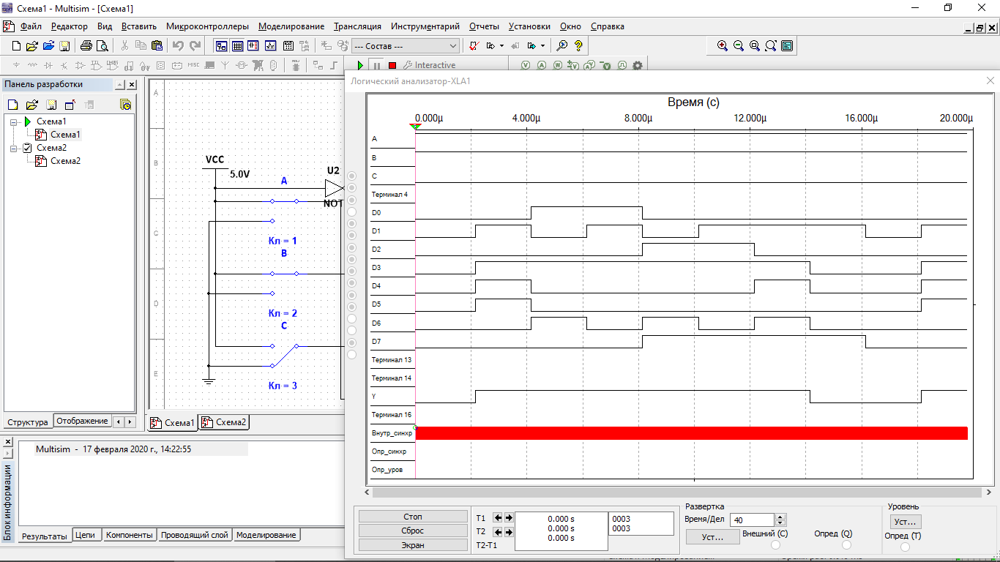 Схема1 - Multisim - [Схема1]
Файл Редактор Вид Вставить Микроконтроллеры Моделирование Трансляция Инструментарий Отчеты Установки Окно Справка
--- Состав ---
MISC
Interactive
Панель разработки
Схема1
Схема1
Схема2
Схема2
Структура Отображение
A
B
C
D
E
VCC
5.0V
U2
NOT
A
Кл = 1
B
Кл = 2
C
Кл = 3
Схема1 Схема2
Логический анализатор-XLA1
Время (с)
0.000µ 4.000µ 8.000µ 12.000µ 16.000µ 20.000µ
A
B
C
Терминал 4
D0
D1
D2
D3
D4
D5
D6
D7
Терминал 13
Терминал 14
Y
Терминал 16
Внутр_синхр
Опр_синхр
Опр_уров
Стоп
Сброс
Экран
T1 0.000 s 0003
T2 0.000 s 0003
T2-T1 0.000 s
Развертка
Время/Дел 40
Уст... Внешний (C) Опред (Q)
Уровень
Уст...
Опред (T)
Блок информации
Multisim - 17 февраля 2020 г., 14:22:55
Результаты Цепи Компоненты Проводящий слой Моделирование